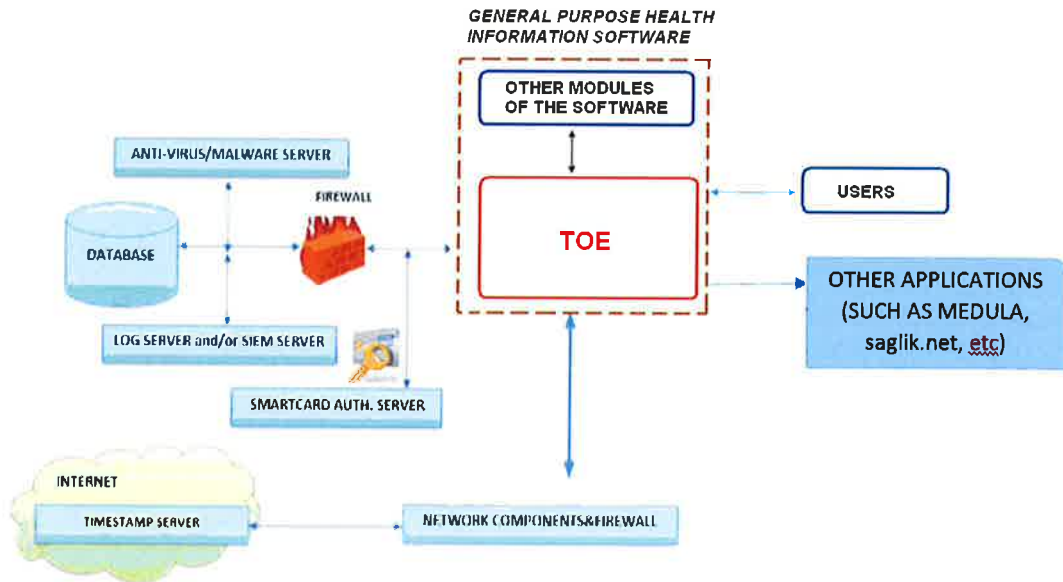 GENERAL PURPOSE HEALTH
INFORMATION SOFTWARE
OTHER MODULES
OF THE SOFTWARE
ANTI-VIRUS/MALWARE SERVER
FIREWALL
USERS
DATABASE
TOE
OTHER APPLICATIONS
(SUCH AS MEDULA,
saglik.net, etc)
LOG SERVER and/or SIEM SERVER
SMARTCARD AUTH. SERVER
INTERNET
TIMESTAMP SERVER
NETWORK COMPONENTS&FIREWALL